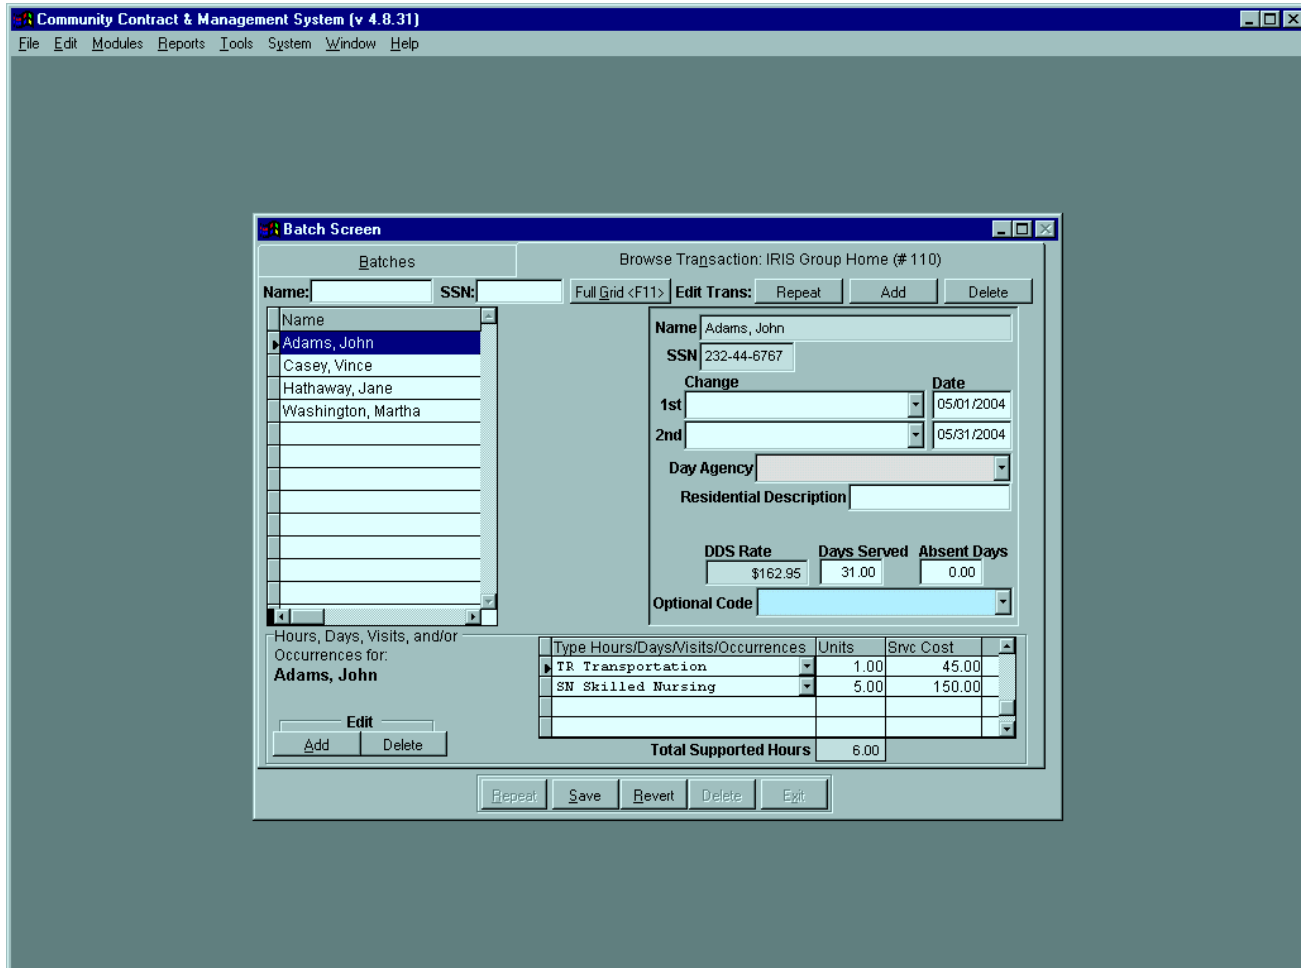 Community Contract & Management System (v 4.8.31)
File Edit Modules Reports Tools System Window Help
Batch Screen
Batches
Browse Transaction: IRIS Group Home (# 110)
Name: SSN: Full Grid <F11> Edit Trans: Repeat Add Delete
Name
Adams, John
Casey, Vince
Hathaway, Jane
Washington, Martha
Name Adams, John
SSN 232-44-6767
Change Date
1st 05/01/2004
2nd 05/31/2004
Day Agency
Residential Description
DDS Rate Days Served Absent Days
$162.95 31.00 0.00
Optional Code
Hours, Days, Visits, and/or
Occurrences for:
Adams, John
Edit
Add Delete
Type Hours/Days/Visits/Occurrences Units Srvc Cost
TR Transportation 1.00 45.00
SN Skilled Nursing 5.00 150.00
Total Supported Hours 6.00
Repeat Save Revert Delete Exit